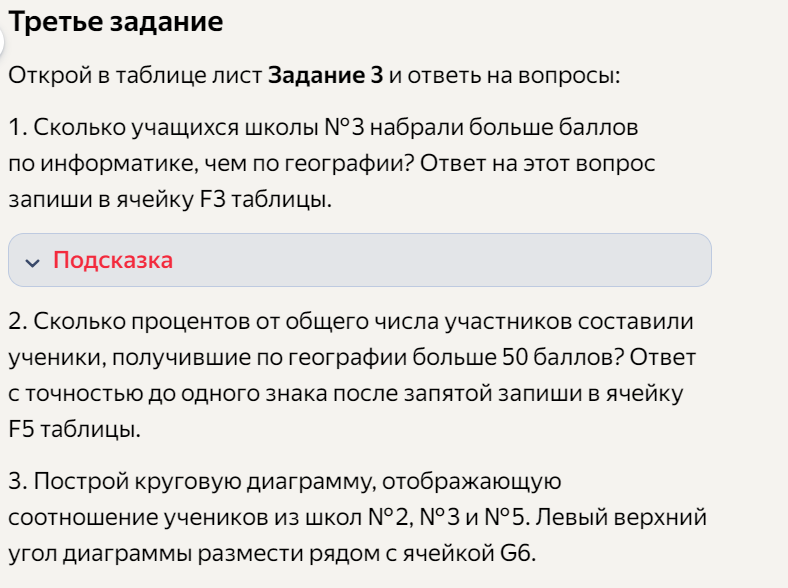 Третье задание
Открой в таблице лист Задание 3 и ответь на вопросы:
1. Сколько учащихся школы №3 набрали больше баллов
по информатике, чем по географии? Ответ на этот вопрос
запиши в ячейку F3 таблицы.
Подсказка
2. Сколько процентов от общего числа участников составили
ученики, получившие по географии больше 50 баллов? Ответ
с точностью до одного знака после запятой запиши в ячейку
F5 таблицы.
3. Построй круговую диаграмму, отображающую
соотношение учеников из школ №2, №3 и №5. Левый верхний
угол диаграммы размести рядом с ячейкой G6.